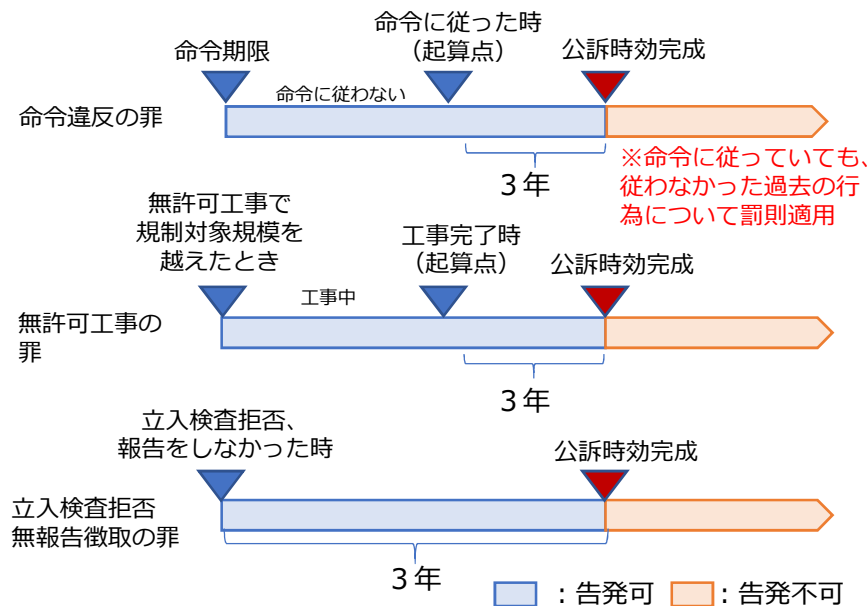 命令期限
命令に従った時
（起算点）
公訴時効完成
命令に従わない
命令違反の罪
３年
※命令に従っていても、
従わなかった過去の行
為について罰則適用
無許可工事で
規制対象規模を
越えたとき
工事完了時
（起算点）
公訴時効完成
工事中
無許可工事の
罪
３年
立入検査拒否、
報告をしなかった時
公訴時効完成
立入検査拒否
無報告徴取の罪
３年
：告発可
：告発不可